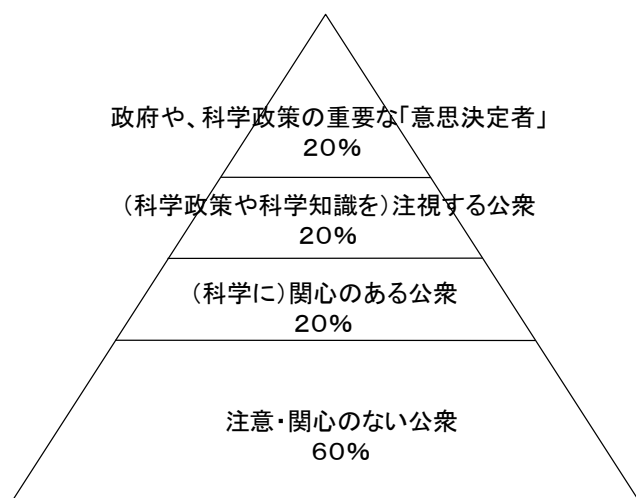 政府や、科学政策の重要な「意思決定者」
20%
(科学政策や科学知識を)注視する公衆
20%
(科学に)関心のある公衆
20%
注意・関心のない公衆
60%